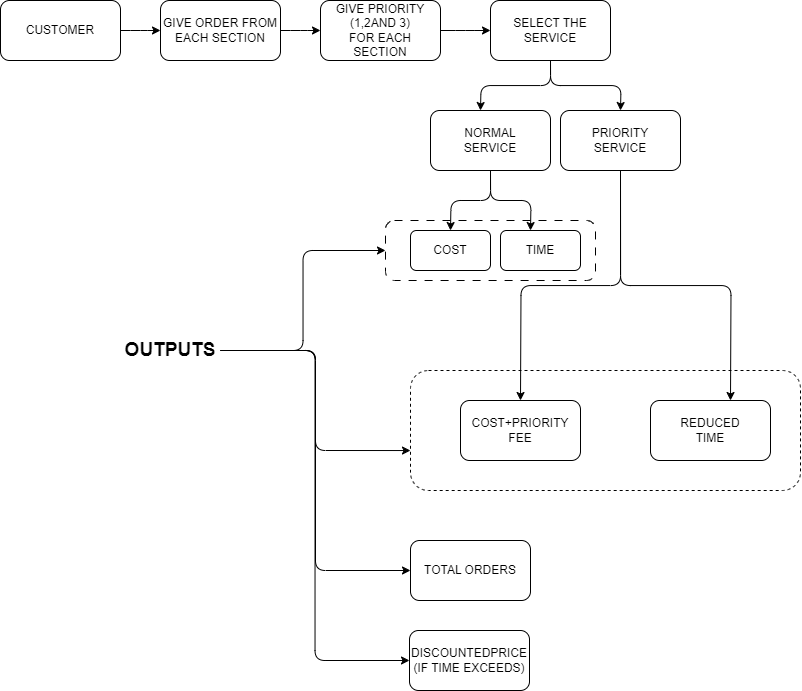 CUSTOMER
GIVE ORDER FROM
EACH SECTION
GIVE PRIORITY
(1,2AND 3)
FOR EACH
SECTION
SELECT THE
SERVICE
NORMAL
SERVICE
PRIORITY
SERVICE
COST
TIME
OUTPUTS
COST+PRIORITY
FEE
REDUCED
TIME
TOTAL ORDERS
DISCOUNTEDPRICE
(IF TIME EXCEEDS)